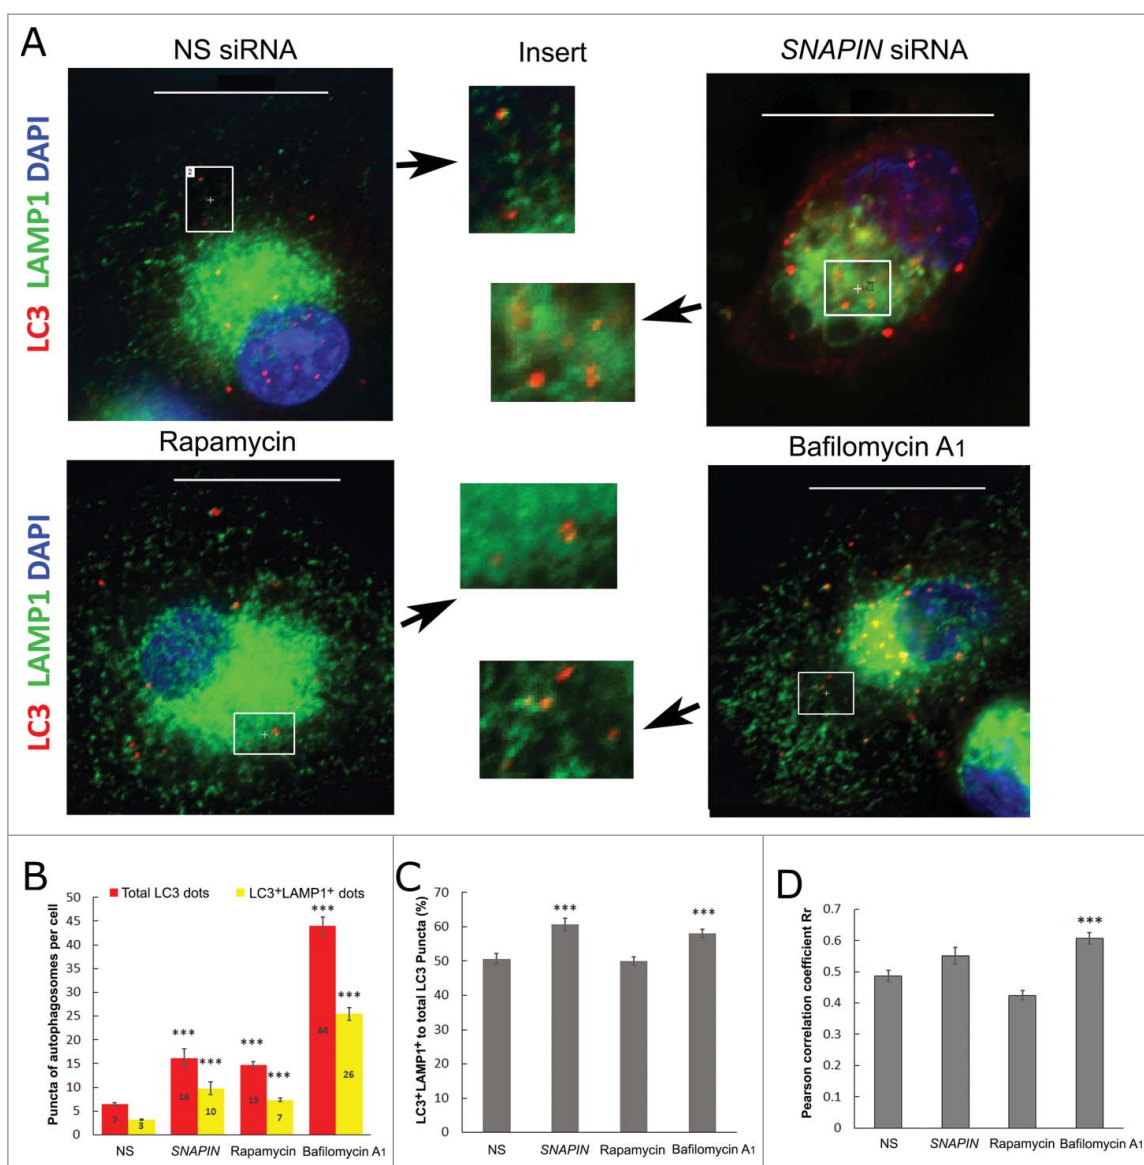 A
NS siRNA
Insert
SNAPIN siRNA
LC3 LAMP1 DAPI
2
Rapamycin
Bafilomycin A1
LC3 LAMP1 DAPI
B
Total LC3 dots
LC3+LAMP1+ dots
Puncta of autophagosomes per cell
50
45
40
35
30
25
20
15
10
5
0
***
***
***
***
***
***
7
3
16
10
15
7
44
26
NS
SNAPIN
Rapamycin
Bafilomycin A1
C
LC3+LAMP1+ to total LC3 Puncta (%)
70
60
50
40
30
20
10
0
***
***
NS
SNAPIN
Rapamycin
Bafilomycin A1
D
Pearson correlation coefficient Rr
0.7
0.6
0.5
0.4
0.3
0.2
0.1
0
***
NS
SNAPIN
Rapamycin
Bafilomycin A1